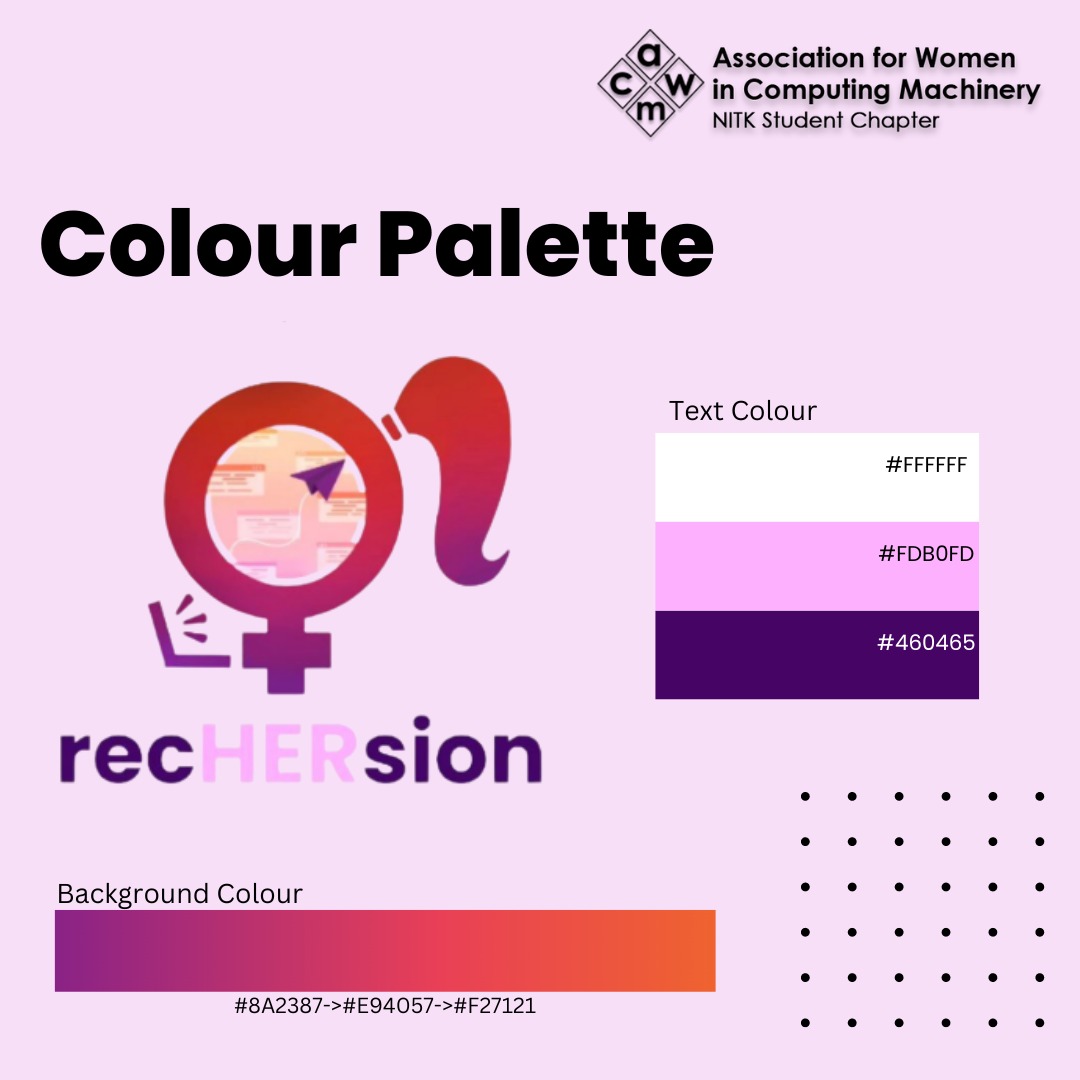 a
c w
m
Association for Women
in Computing Machinery
NITK Student Chapter
Colour Palette
Text Colour
#FFFFFF
#FDB0FD
#460465
recHERsion
Background Colour
#8A2387->#E94057->#F27121